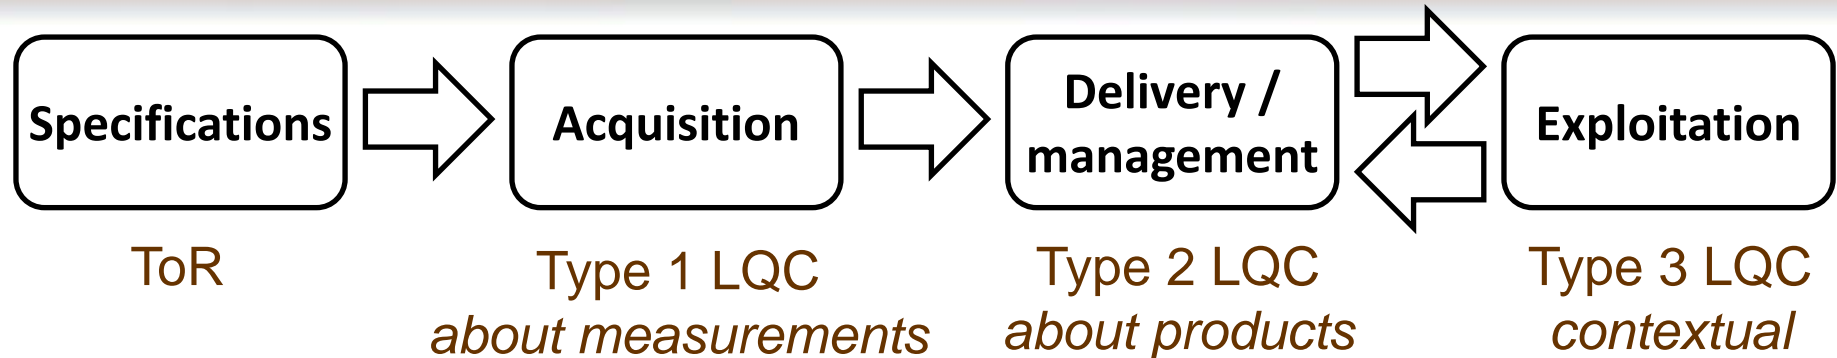 Specifications
Acquisition
Delivery /
management
Exploitation
ToR
Type 1 LQC
about measurements
Type 2 LQC
about products
Type 3 LQC
contextual